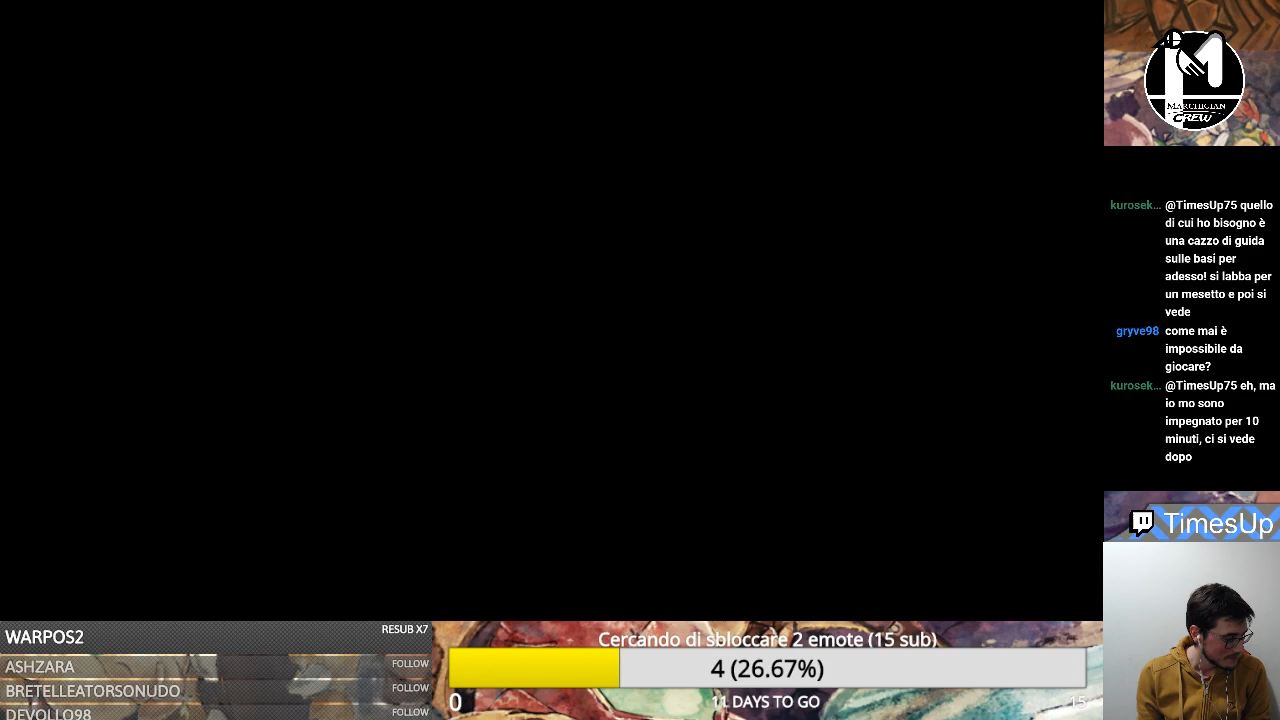 MARCHIGIAN
CREW
kurosek... @TimesUp75 quello
di cui ho bisogno è
una cazzo di guida
sulle basi per
adesso! si labba per
un mesetto e poi si
vede
gryve98 come mai è
impossibile da
giocare?
kurosek... @TimesUp75 eh, ma
io mo sono
impegnato per 10
minuti, ci si vede
dopo
TimesUp
WARPOS2 RESUB X7
ASHZARA FOLLOW
BRETELLEATORSONUDO FOLLOW
DEVOLLO98 FOLLOW
Cercando di sbloccare 2 emote (15 sub)
4 (26.67%)
0 11 DAYS TO GO 15